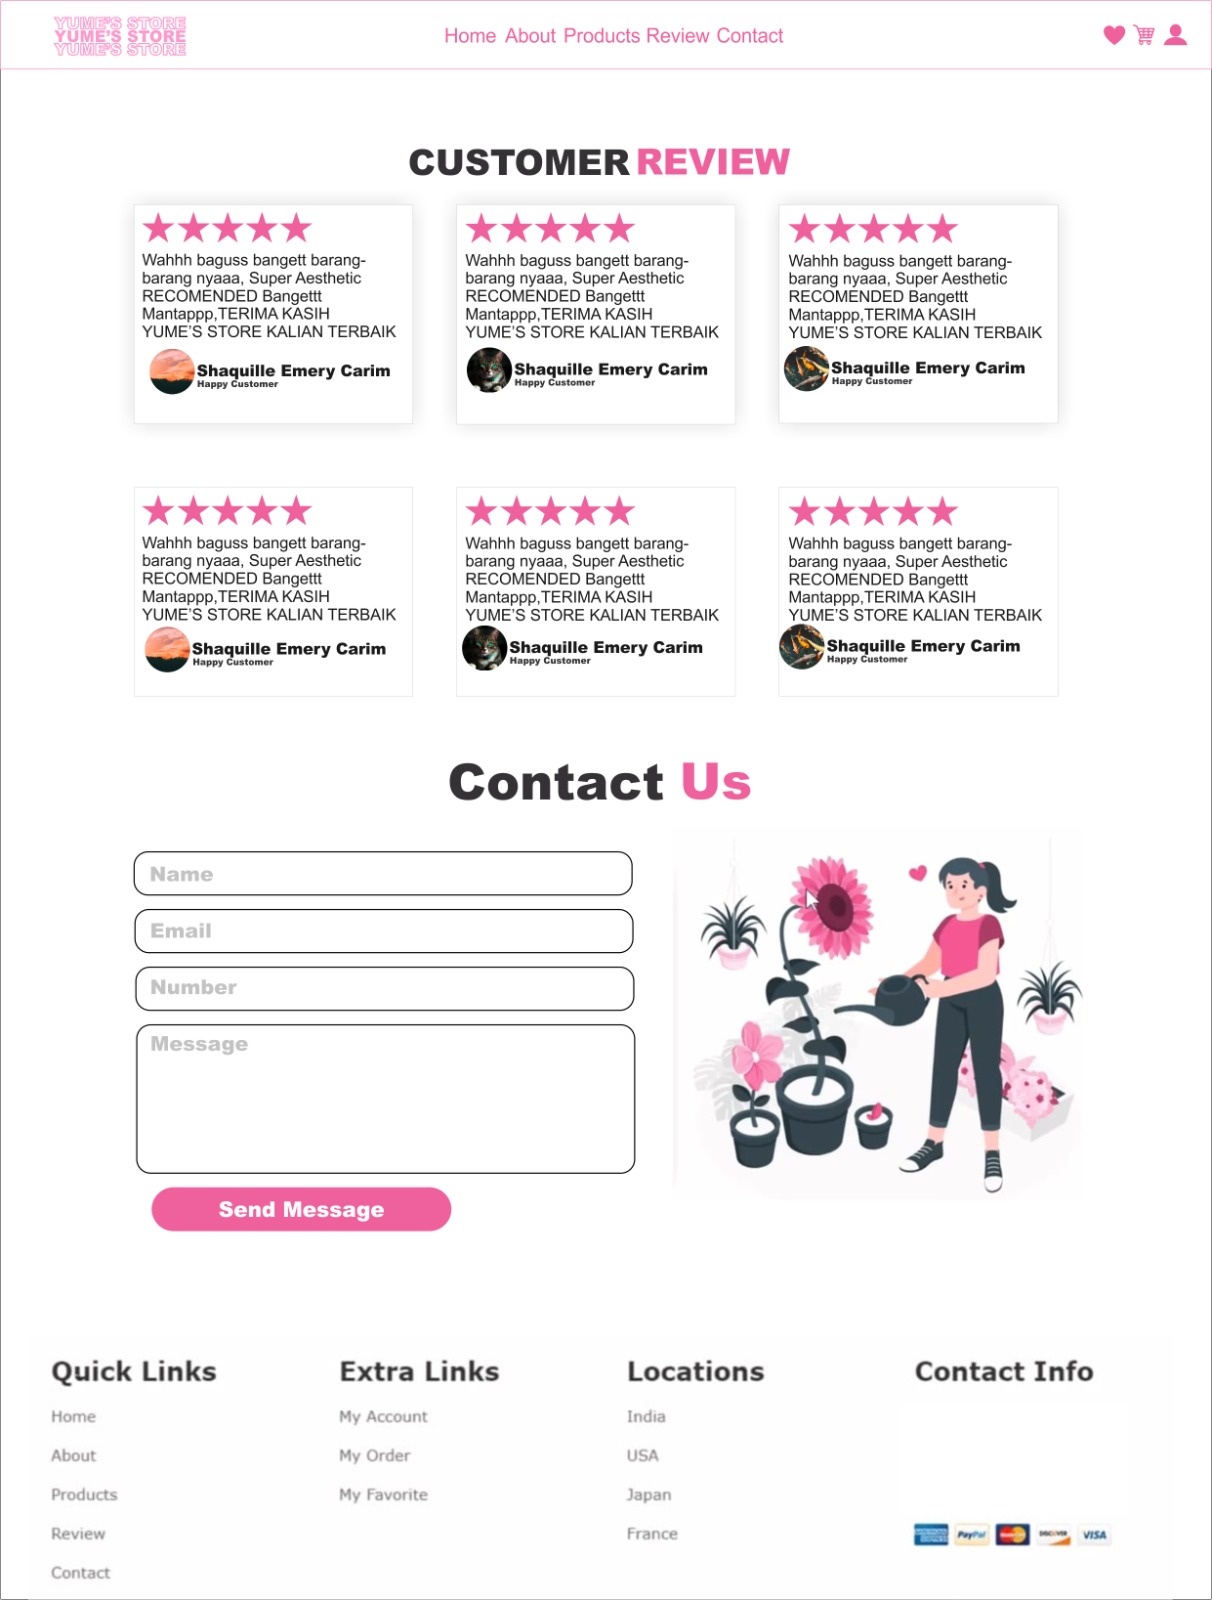 YUME'S STORE
YUME'S STORE
YUME'S STORE
Home About Products Review Contact
CUSTOMER REVIEW
Wahhh baguss bangett barang-
barang nyaaa, Super Aesthetic
RECOMENDED Bangettt
Mantappp,TERIMA KASIH
YUME'S STORE KALIAN TERBAIK
Shaquille Emery Carim
Happy Customer
Wahhh baguss bangett barang-
barang nyaaa, Super Aesthetic
RECOMENDED Bangettt
Mantappp,TERIMA KASIH
YUME'S STORE KALIAN TERBAIK
Shaquille Emery Carim
Happy Customer
Wahhh baguss bangett barang-
barang nyaaa, Super Aesthetic
RECOMENDED Bangettt
Mantappp,TERIMA KASIH
YUME'S STORE KALIAN TERBAIK
Shaquille Emery Carim
Happy Customer
Wahhh baguss bangett barang-
barang nyaaa, Super Aesthetic
RECOMENDED Bangettt
Mantappp,TERIMA KASIH
YUME'S STORE KALIAN TERBAIK
Shaquille Emery Carim
Happy Customer
Wahhh baguss bangett barang-
barang nyaaa, Super Aesthetic
RECOMENDED Bangettt
Mantappp,TERIMA KASIH
YUME'S STORE KALIAN TERBAIK
Shaquille Emery Carim
Happy Customer
Wahhh baguss bangett barang-
barang nyaaa, Super Aesthetic
RECOMENDED Bangettt
Mantappp,TERIMA KASIH
YUME'S STORE KALIAN TERBAIK
Shaquille Emery Carim
Happy Customer
Contact Us
Name
Email
Number
Message
Send Message
Quick Links
Home
About
Products
Review
Contact
Extra Links
My Account
My Order
My Favorite
Locations
India
USA
Japan
France
Contact Info
PayPal
DISCOVER
VISA